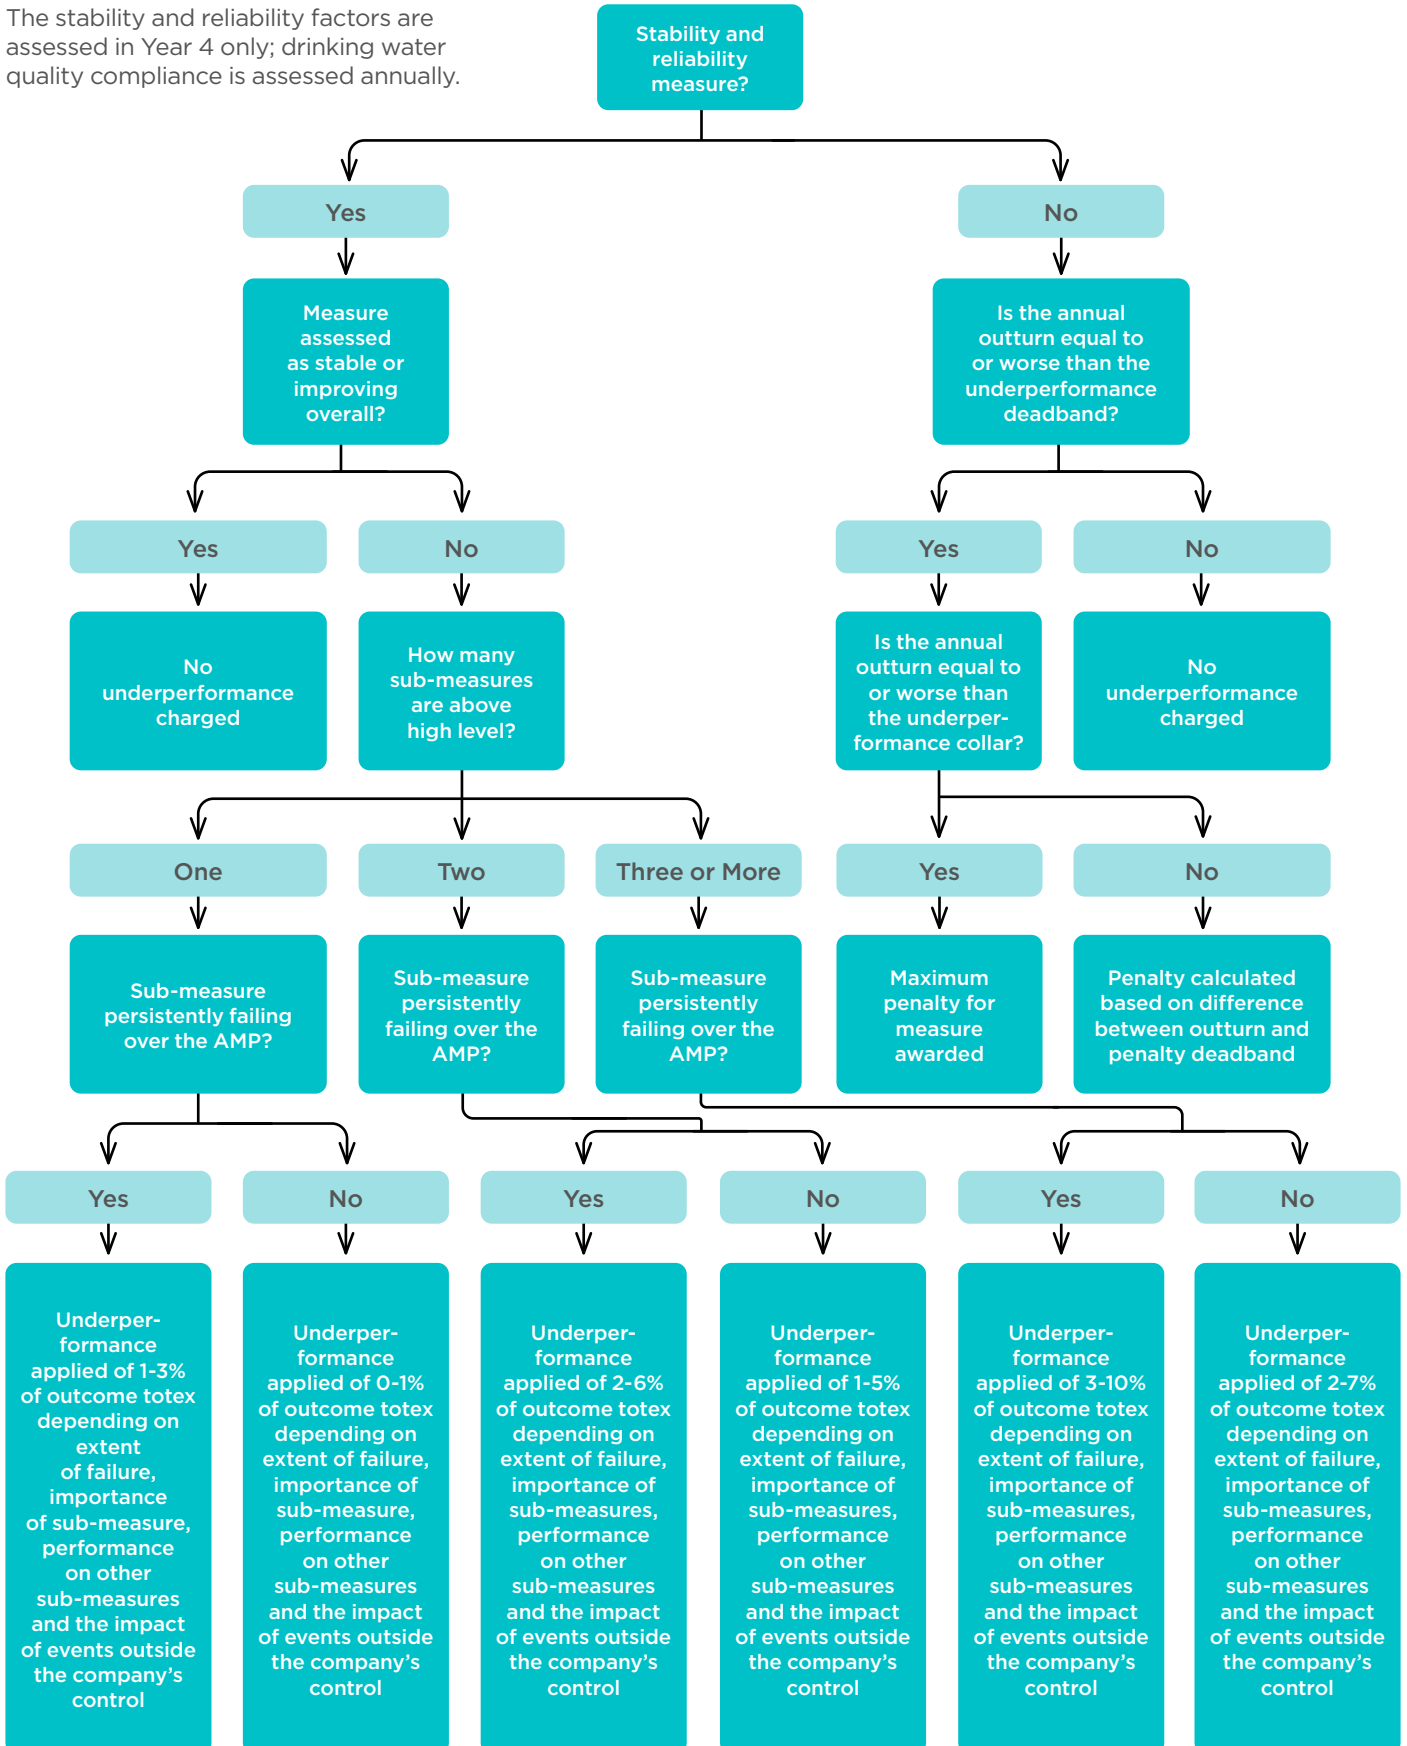 The stability and reliability factors are
assessed in Year 4 only; drinking water
quality compliance is assessed annually.
Stability and
reliability
measure?
Yes
No
Measure
assessed
as stable or
improving
overall?
Is the annual
outturn equal to
or worse than the
underperformance
deadband?
Yes
No
Yes
No
No
underperformance
charged
How many
sub-measures
are above
high level?
Is the annual
outturn equal to
or worse than
the underper-
formance collar?
No
underperformance
charged
One
Two
Three or More
Yes
No
Sub-measure
persistently failing
over the AMP?
Sub-measure
persistently
failing over the
AMP?
Sub-measure
persistently
failing over the
AMP?
Maximum
penalty for
measure
awarded
Penalty calculated
based on difference
between outturn and
penalty deadband
Yes
No
Yes
No
Yes
No
Underper-
formance
applied of 1-3%
of outcome totex
depending on
extent
of failure,
importance
of sub-measure,
performance
on other
sub-measures
and the impact
of events outside
the company's
control
Underper-
formance
applied of 0-1%
of outcome totex
depending on
extent of failure,
importance of
sub-measure,
performance
on other
sub-measures
and the impact
of events outside
the company's
control
Underper-
formance
applied of 2-6%
of outcome totex
depending on
extent of failure,
importance of
sub-measures,
performance
on other
sub-measures
and the impact
of events outside
the company's
control
Underper-
formance
applied of 1-5%
of outcome totex
depending on
extent of failure,
importance of
sub-measures,
performance
on other
sub-measures
and the impact
of events outside
the company's
control
Underper-
formance
applied of 3-10%
of outcome totex
depending on
extent of failure,
importance of
sub-measures,
performance
on other
sub-measures
and the impact
of events outside
the company's
control
Underper-
formance
applied of 2-7%
of outcome totex
depending on
extent of failure,
importance of
sub-measures,
performance
on other
sub-measures
and the impact
of events outside
the company's
control